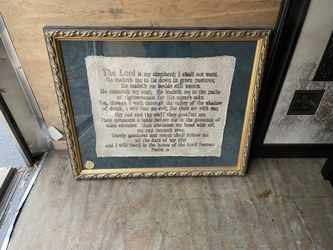 The Lord is my shepherd; I shall not want.
He maketh me to lie down in green pastures;
He leadeth me beside still waters.
He restoreth my soul; He leadeth me in the paths
of righteousness for His name's sake.
Yea, though I walk through the valley of the shadow
of death, I will fear no evil; for thou art with me;
thy rod and thy staff they comfort me.
Thou preparest a table before me in the presence of
mine enemies; thou anointest my head with oil;
my cup runneth over.
Surely goodness and mercy shall follow me
all the days of my life
and I will dwell in the house of the Lord forever.
Psalm 23